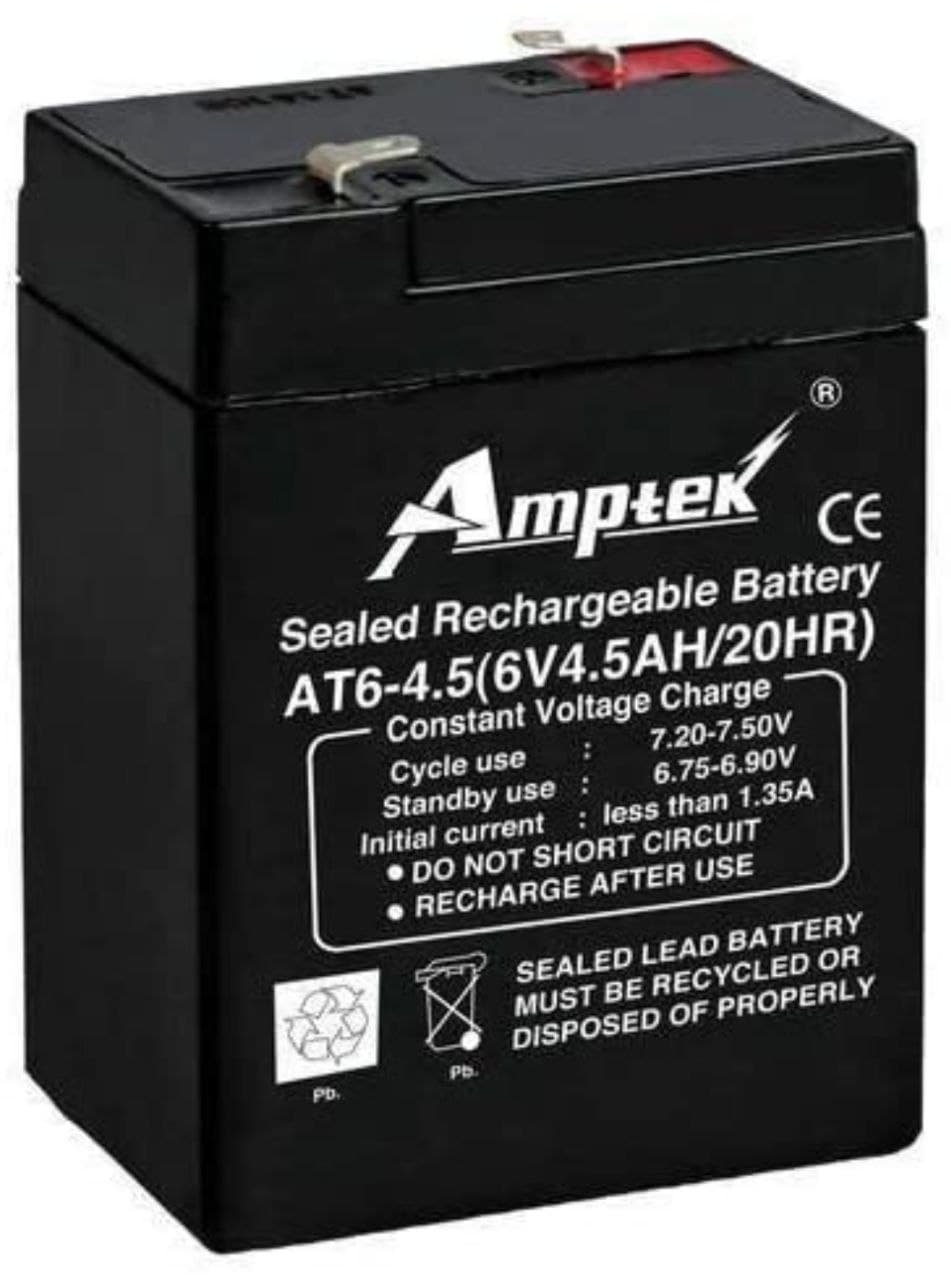 Amptek ®
CE
Sealed Rechargeable Battery
AT6-4.5(6V4.5AH/20HR)
Constant Voltage Charge
Cycle use : 7.20-7.50V
Standby use : 6.75-6.90V
Initial current : less than 1.35A
• DO NOT SHORT CIRCUIT
• RECHARGE AFTER USE
SEALED LEAD BATTERY
MUST BE RECYCLED OR
DISPOSED OF PROPERLY
Pb.
Pb.